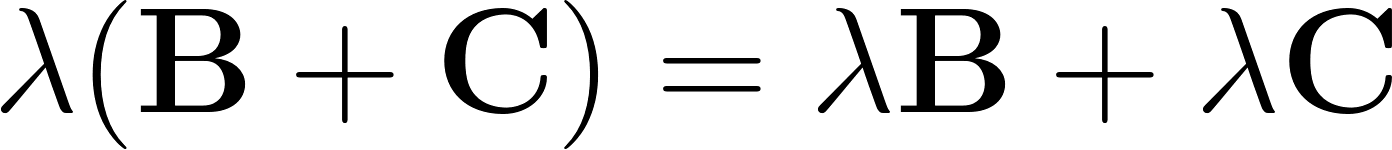 λ(B + C) = λB + λC